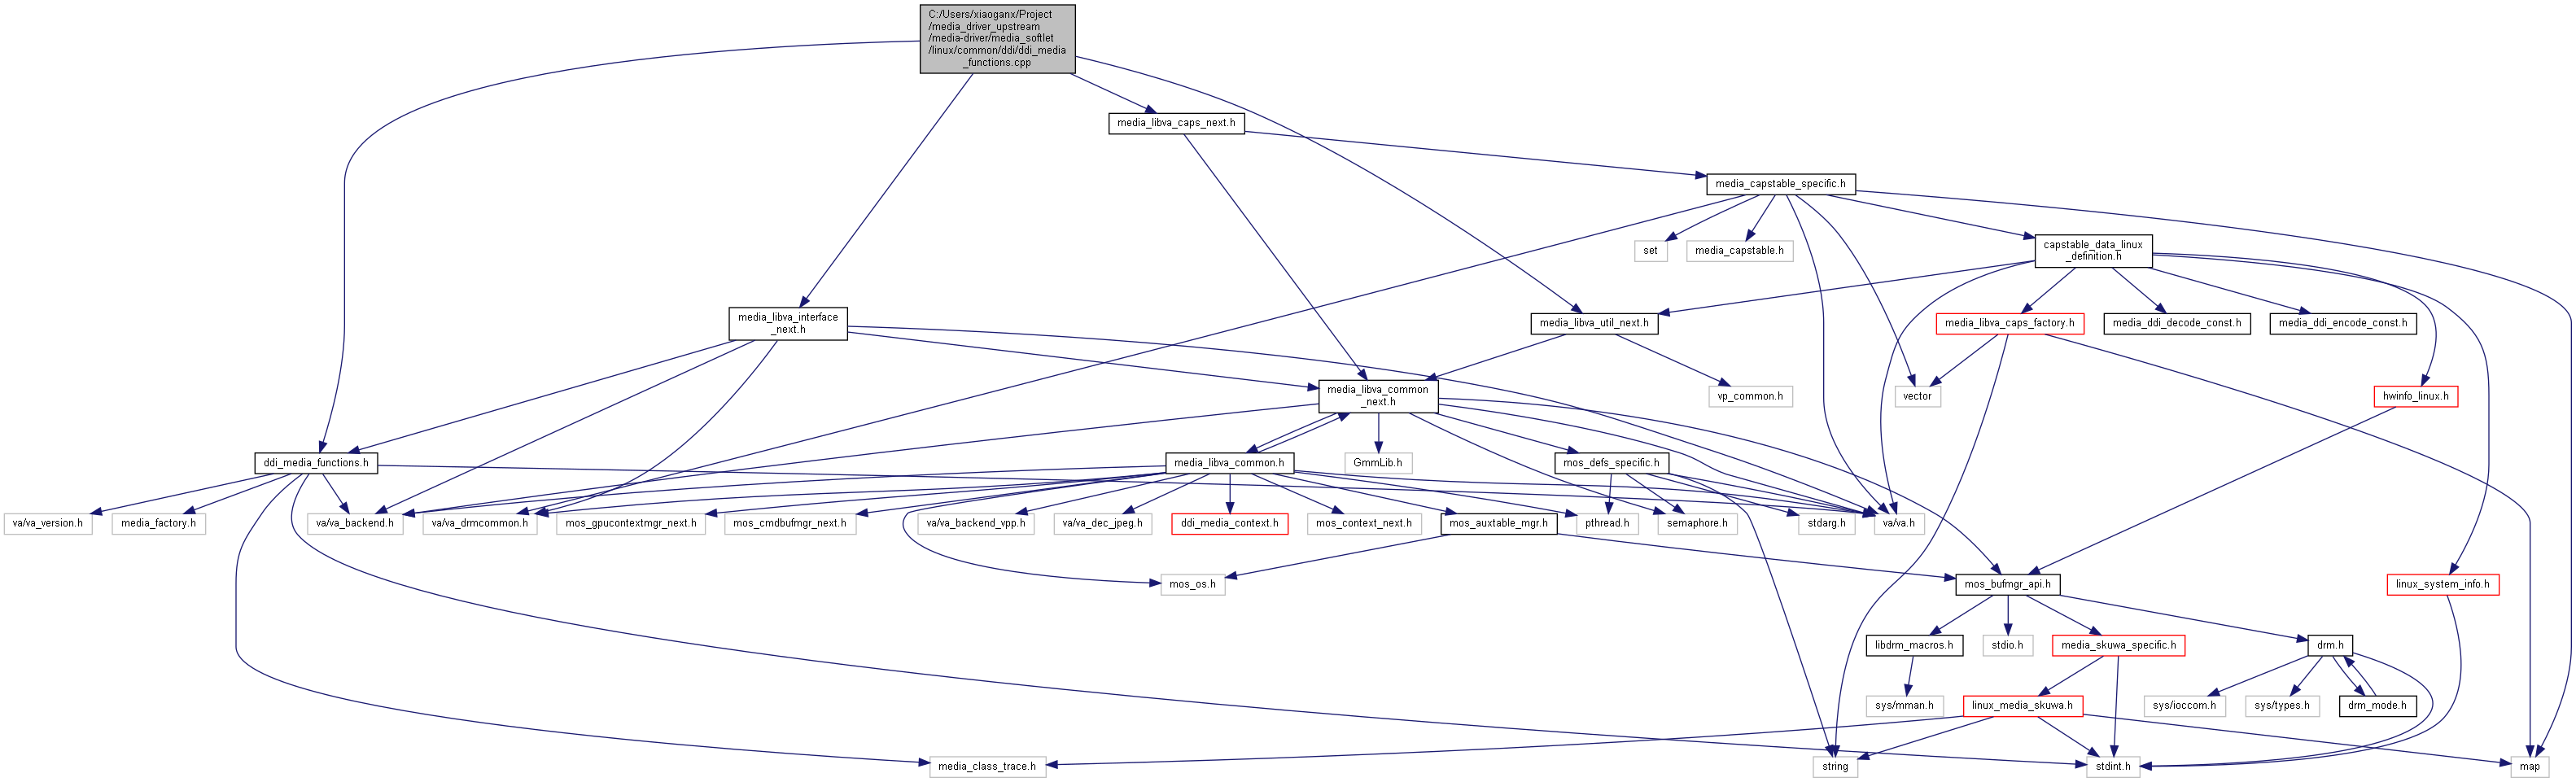 C:/Users/xiaoganx/Project
/media_driver_upstream
/media-driver/media_softlet
/linux/common/ddi/ddi_media
_functions.cpp
media_libva_caps_next.h
media_capstable_specific.h
set
media_capstable.h
capstable_data_linux
_definition.h
media_libva_interface
_next.h
media_libva_util_next.h
media_libva_caps_factory.h
media_ddi_decode_const.h
media_ddi_encode_const.h
media_libva_common
_next.h
vp_common.h
vector
hwinfo_linux.h
ddi_media_functions.h
media_libva_common.h
GmmLib.h
mos_defs_specific.h
va/va_version.h
media_factory.h
va/va_backend.h
va/va_drmcommon.h
mos_gpucontextmgr_next.h
mos_cmdbufmgr_next.h
va/va_backend_vpp.h
va/va_dec_jpeg.h
ddi_media_context.h
mos_context_next.h
mos_auxtable_mgr.h
pthread.h
semaphore.h
stdarg.h
va/va.h
mos_os.h
mos_bufmgr_api.h
linux_system_info.h
libdrm_macros.h
stdio.h
media_skuwa_specific.h
drm.h
sys/mman.h
linux_media_skuwa.h
sys/ioccom.h
sys/types.h
drm_mode.h
media_class_trace.h
string
stdint.h
map